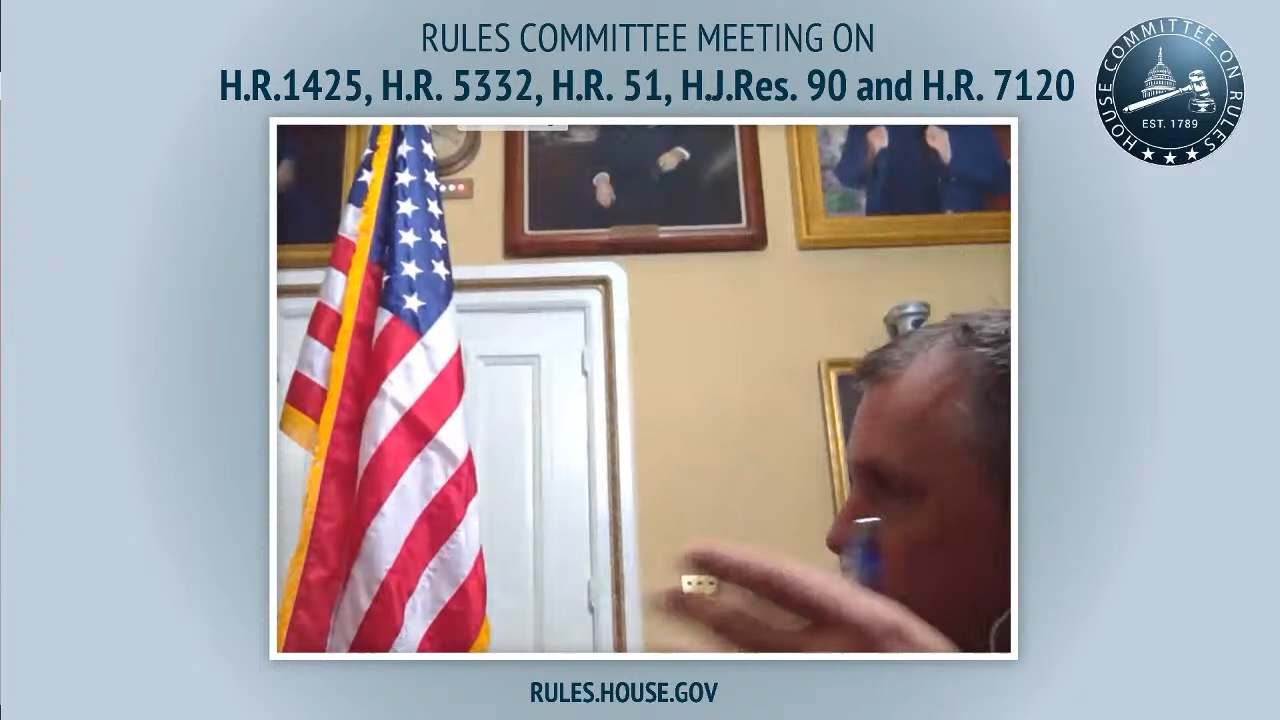 RULES COMMITTEE MEETING ON
H.R.1425, H.R. 5332, H.R. 51, H.J.Res. 90 and H.R. 7120
HOUSE COMMITTEE ON RULES
EST. 1789
RULES.HOUSE.GOV